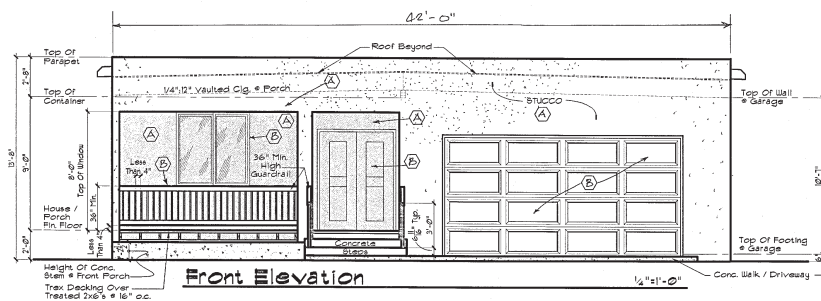 42'-0"
Roof Beyond
Top Of
Parapet
2'-8"
1/4":12" Vaulted Clg. @ Porch
A
Top Of
Container
STUCCO
A
Top Of Wall
@ Garage
A
A
B
A
B
Less
Than 4"
B
36" Min.
High
Guardrail
8'-0"
Top Of Window
9'-0"
13'-8"
10'-7"
B
36" Min.
House /
Porch
Fin. Floor
Less
Than 4"
2'-0"
3'-0"
Concrete
Steps
Top Of Footing
@ Garage
6"
Height Of Conc.
Stem @ Front Porch
Trex Decking Over
Treated 2x6's @ 16" o.c.
Front Elevation
1/4"=1'-0"
Conc. Walk / Driveway